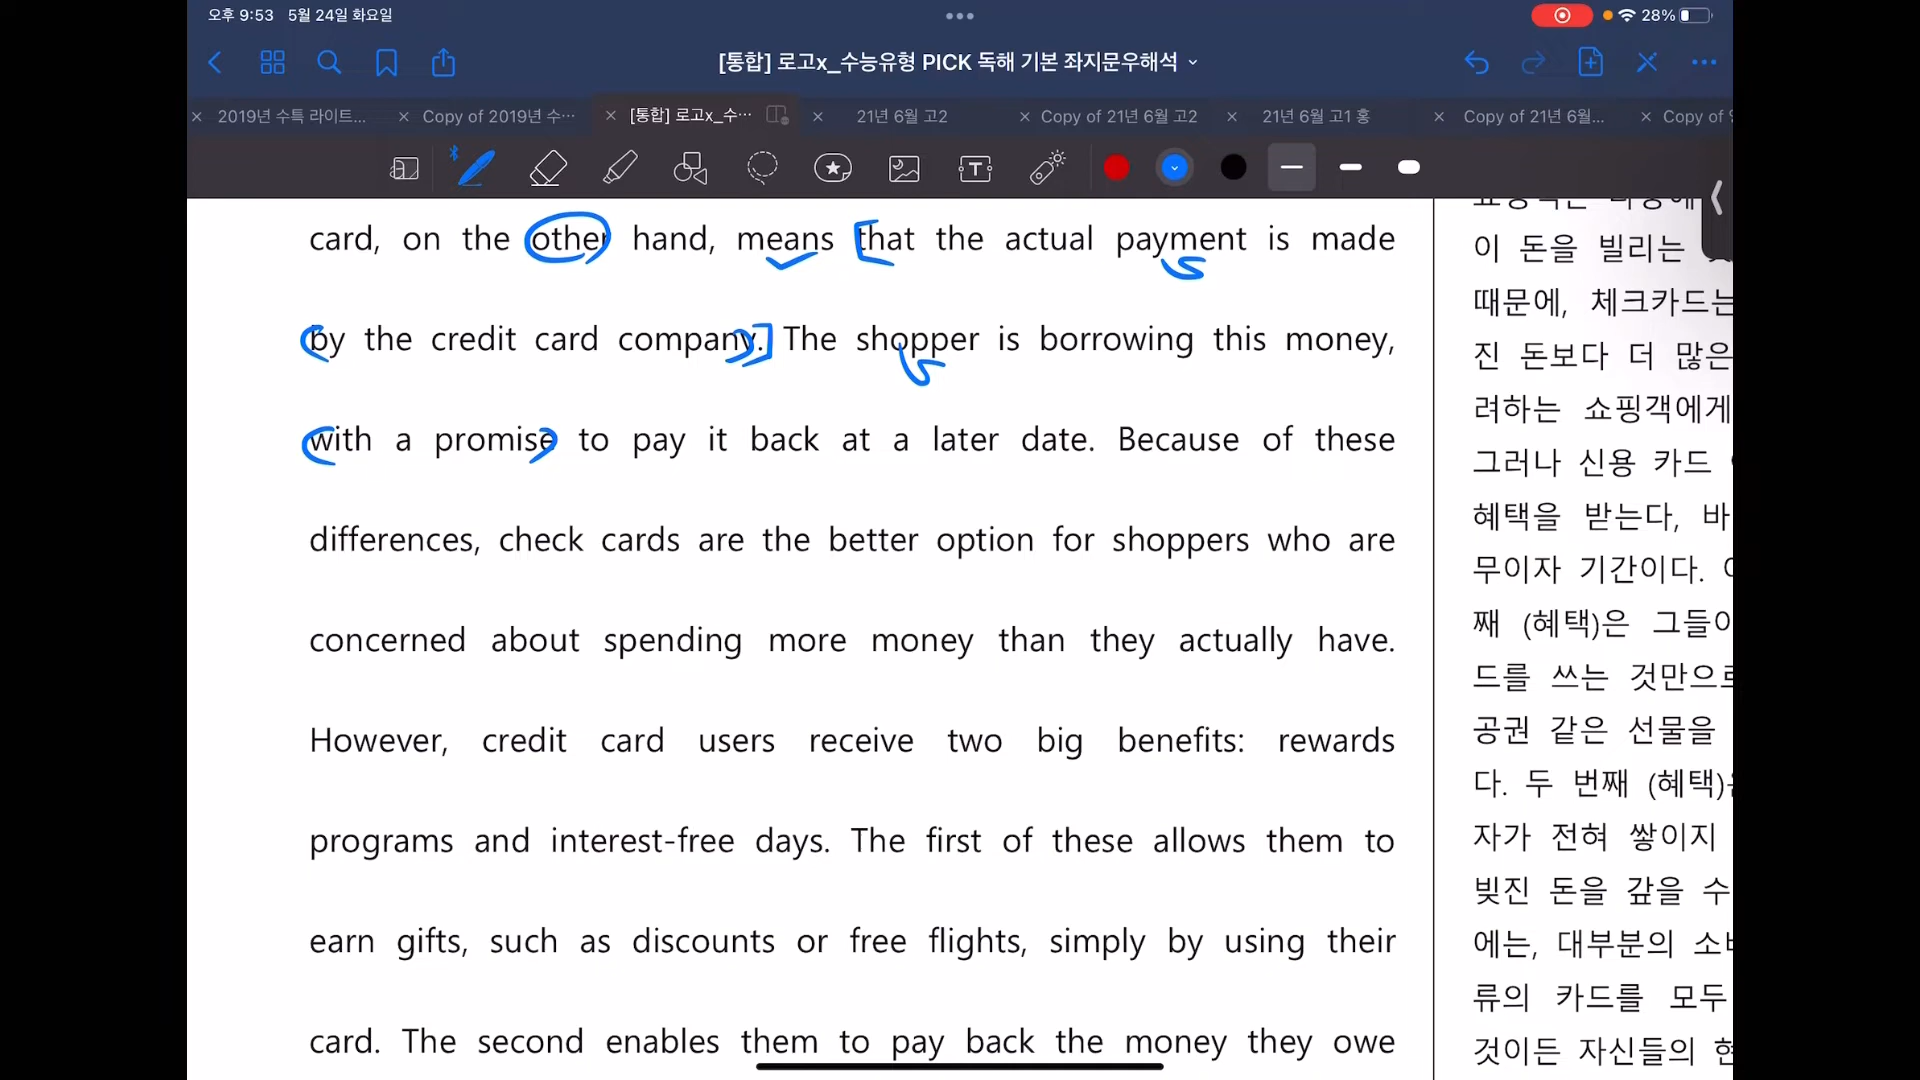 오후 9:53 5월 24일 화요일
28%
[통합] 로고x_수능유형 PICK 독해 기본 좌지문우해석
2019년 수특 라이트...
Copy of 2019년 수...
[통합] 로고x_수...
21년 6월 고2
Copy of 21년 6월 고2
21년 6월 고1 홍
Copy of 21년 6월...
Copy of
card, on the other hand, means that the actual payment is made
by the credit card company. The shopper is borrowing this money,
with a promise to pay it back at a later date. Because of these
differences, check cards are the better option for shoppers who are
concerned about spending more money than they actually have.
However, credit card users receive two big benefits: rewards
programs and interest-free days. The first of these allows them to
earn gifts, such as discounts or free flights, simply by using their
card. The second enables them to pay back the money they owe
이 돈을 빌리는
때문에, 체크카드는
진 돈보다 더 많은
려하는 쇼핑객에게
그러나 신용 카드
혜택을 받는다, 바
무이자 기간이다.
째 (혜택)은 그들이
드를 쓰는 것만으로
공권 같은 선물을
다. 두 번째 (혜택)
자가 전혀 쌓이지
빚진 돈을 갚을 수
에는, 대부분의 소
류의 카드를 모두
것이든 자신들의 현